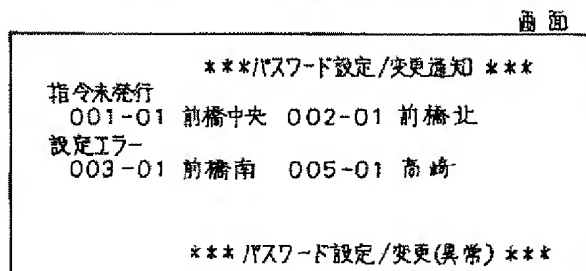 画面
***パスワード設定/変更通知 ***
指令未発行
001-01 前橋中央 002-01 前橋北
設定エラー
003-01 前橋南 005-01 高崎
*** パスワード設定/変更(異常) ***